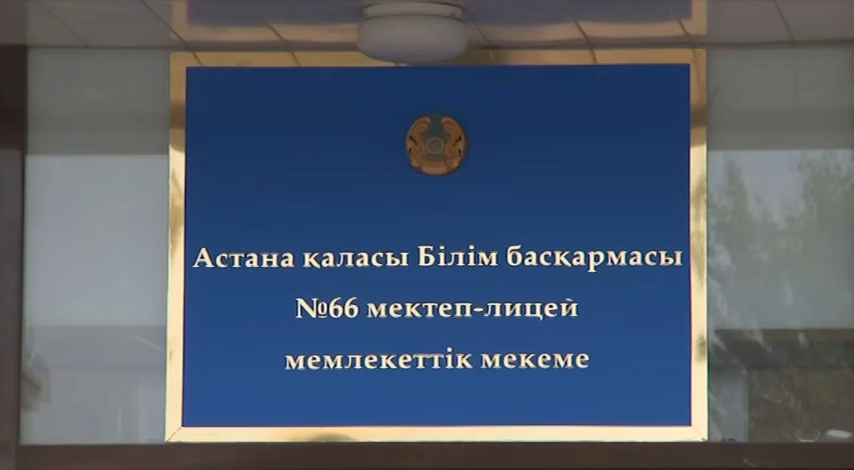 Астана қаласы Білім басқармасы
№66 мектеп-лицей
мемлекеттік мекеме